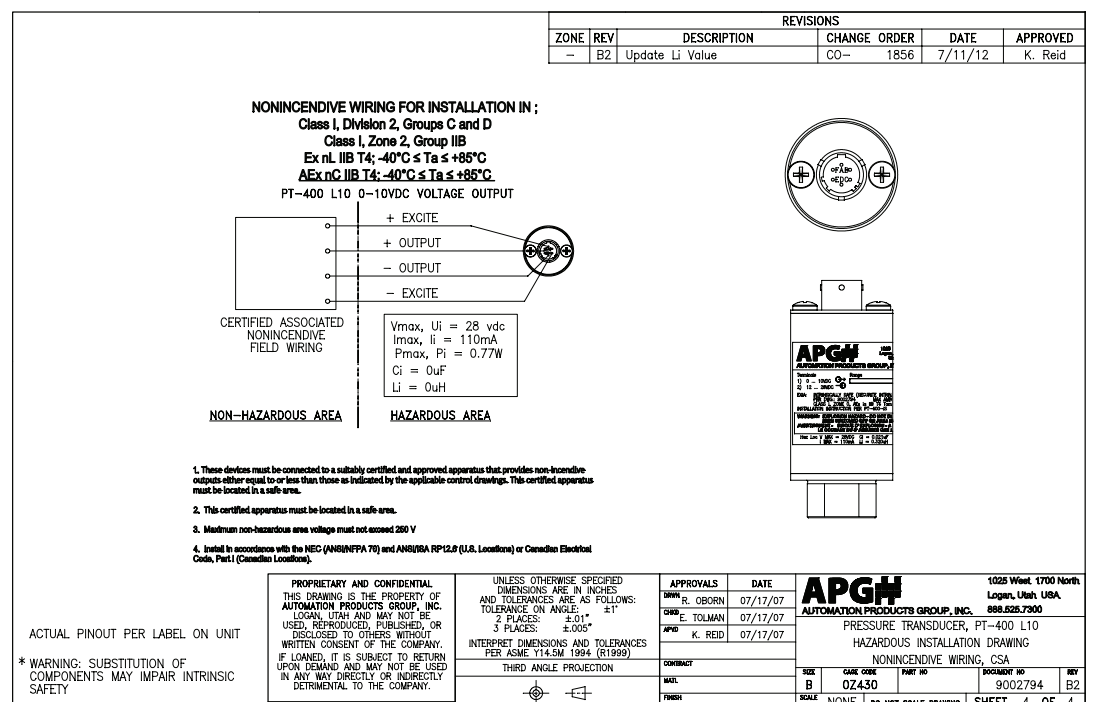 REVISIONS
ZONE REV DESCRIPTION CHANGE ORDER DATE APPROVED
– B2 Update Li Value CO– 1856 7/11/12 K. Reid
NONINCENDIVE WIRING FOR INSTALLATION IN ;
Class I, Division 2, Groups C and D
Class I, Zone 2, Group IIB
Ex nL IIB T4; -40°C ≤ Ta ≤ +85°C
AEx nC IIB T4; -40°C ≤ Ta ≤ +85°C
PT-400 L10 0-10VDC VOLTAGE OUTPUT
+ EXCITE
+ OUTPUT
- OUTPUT
- EXCITE
CERTIFIED ASSOCIATED
NONINCENDIVE
FIELD WIRING
Vmax, Ui = 28 vdc
Imax, Ii = 110mA
Pmax, Pi = 0.77W
Ci = 0uF
Li = 0uH
NON-HAZARDOUS AREA
HAZARDOUS AREA
FAB
EDC
APG
AUTOMATION PRODUCTS GROUP,
1. These devices must be connected to a suitably certified and approved apparatus that provides non-incendive
outputs either equal to or less than those as indicated by the applicable control drawings. This certified apparatus
must be located in a safe area.
2. This certified apparatus must be located in a safe area.
3. Maximum non-hazardous area voltage must not exceed 250 V
4. Install in accordance with the NEC (ANSI/NFPA 70) and ANSI/ISA RP12.6 (U.S. Locations) or Canadian Electrical
Code, Part I (Canadian Locations).
ACTUAL PINOUT PER LABEL ON UNIT
* WARNING: SUBSTITUTION OF
COMPONENTS MAY IMPAIR INTRINSIC
SAFETY
PROPRIETARY AND CONFIDENTIAL
THIS DRAWING IS THE PROPERTY OF
AUTOMATION PRODUCTS GROUP, INC.
LOGAN, UTAH AND MAY NOT BE
USED, REPRODUCED, PUBLISHED, OR
DISCLOSED TO OTHERS WITHOUT
WRITTEN CONSENT OF THE COMPANY.
IF LOANED, IT IS SUBJECT TO RETURN
UPON DEMAND AND MAY NOT BE USED
IN ANY WAY DIRECTLY OR INDIRECTLY
DETRIMENTAL TO THE COMPANY.
UNLESS OTHERWISE SPECIFIED
DIMENSIONS ARE IN INCHES
AND TOLERANCES ARE AS FOLLOWS:
TOLERANCE ON ANGLE: ±1°
2 PLACES: ±.01"
3 PLACES: ±.005"
INTERPRET DIMENSIONS AND TOLERANCES
PER ASME Y14.5M 1994 (R1999)
THIRD ANGLE PROJECTION
APPROVALS DATE
DRWN R. OBORN 07/17/07
CHKD E. TOLMAN 07/17/07
APVD K. REID 07/17/07
CONTRACT
MATL
FINISH
APG
AUTOMATION PRODUCTS GROUP, INC.
1025 West 1700 North
Logan, Utah USA
888.525.7300
PRESSURE TRANSDUCER, PT-400 L10
HAZARDOUS INSTALLATION DRAWING
NONINCENDIVE WIRING, CSA
SIZE CAGE CODE PART NO DOCUMENT NO REV
B 0Z430 9002794 B2
SCALE NONE DO NOT SCALE DRAWING SHEET 4 OF 4